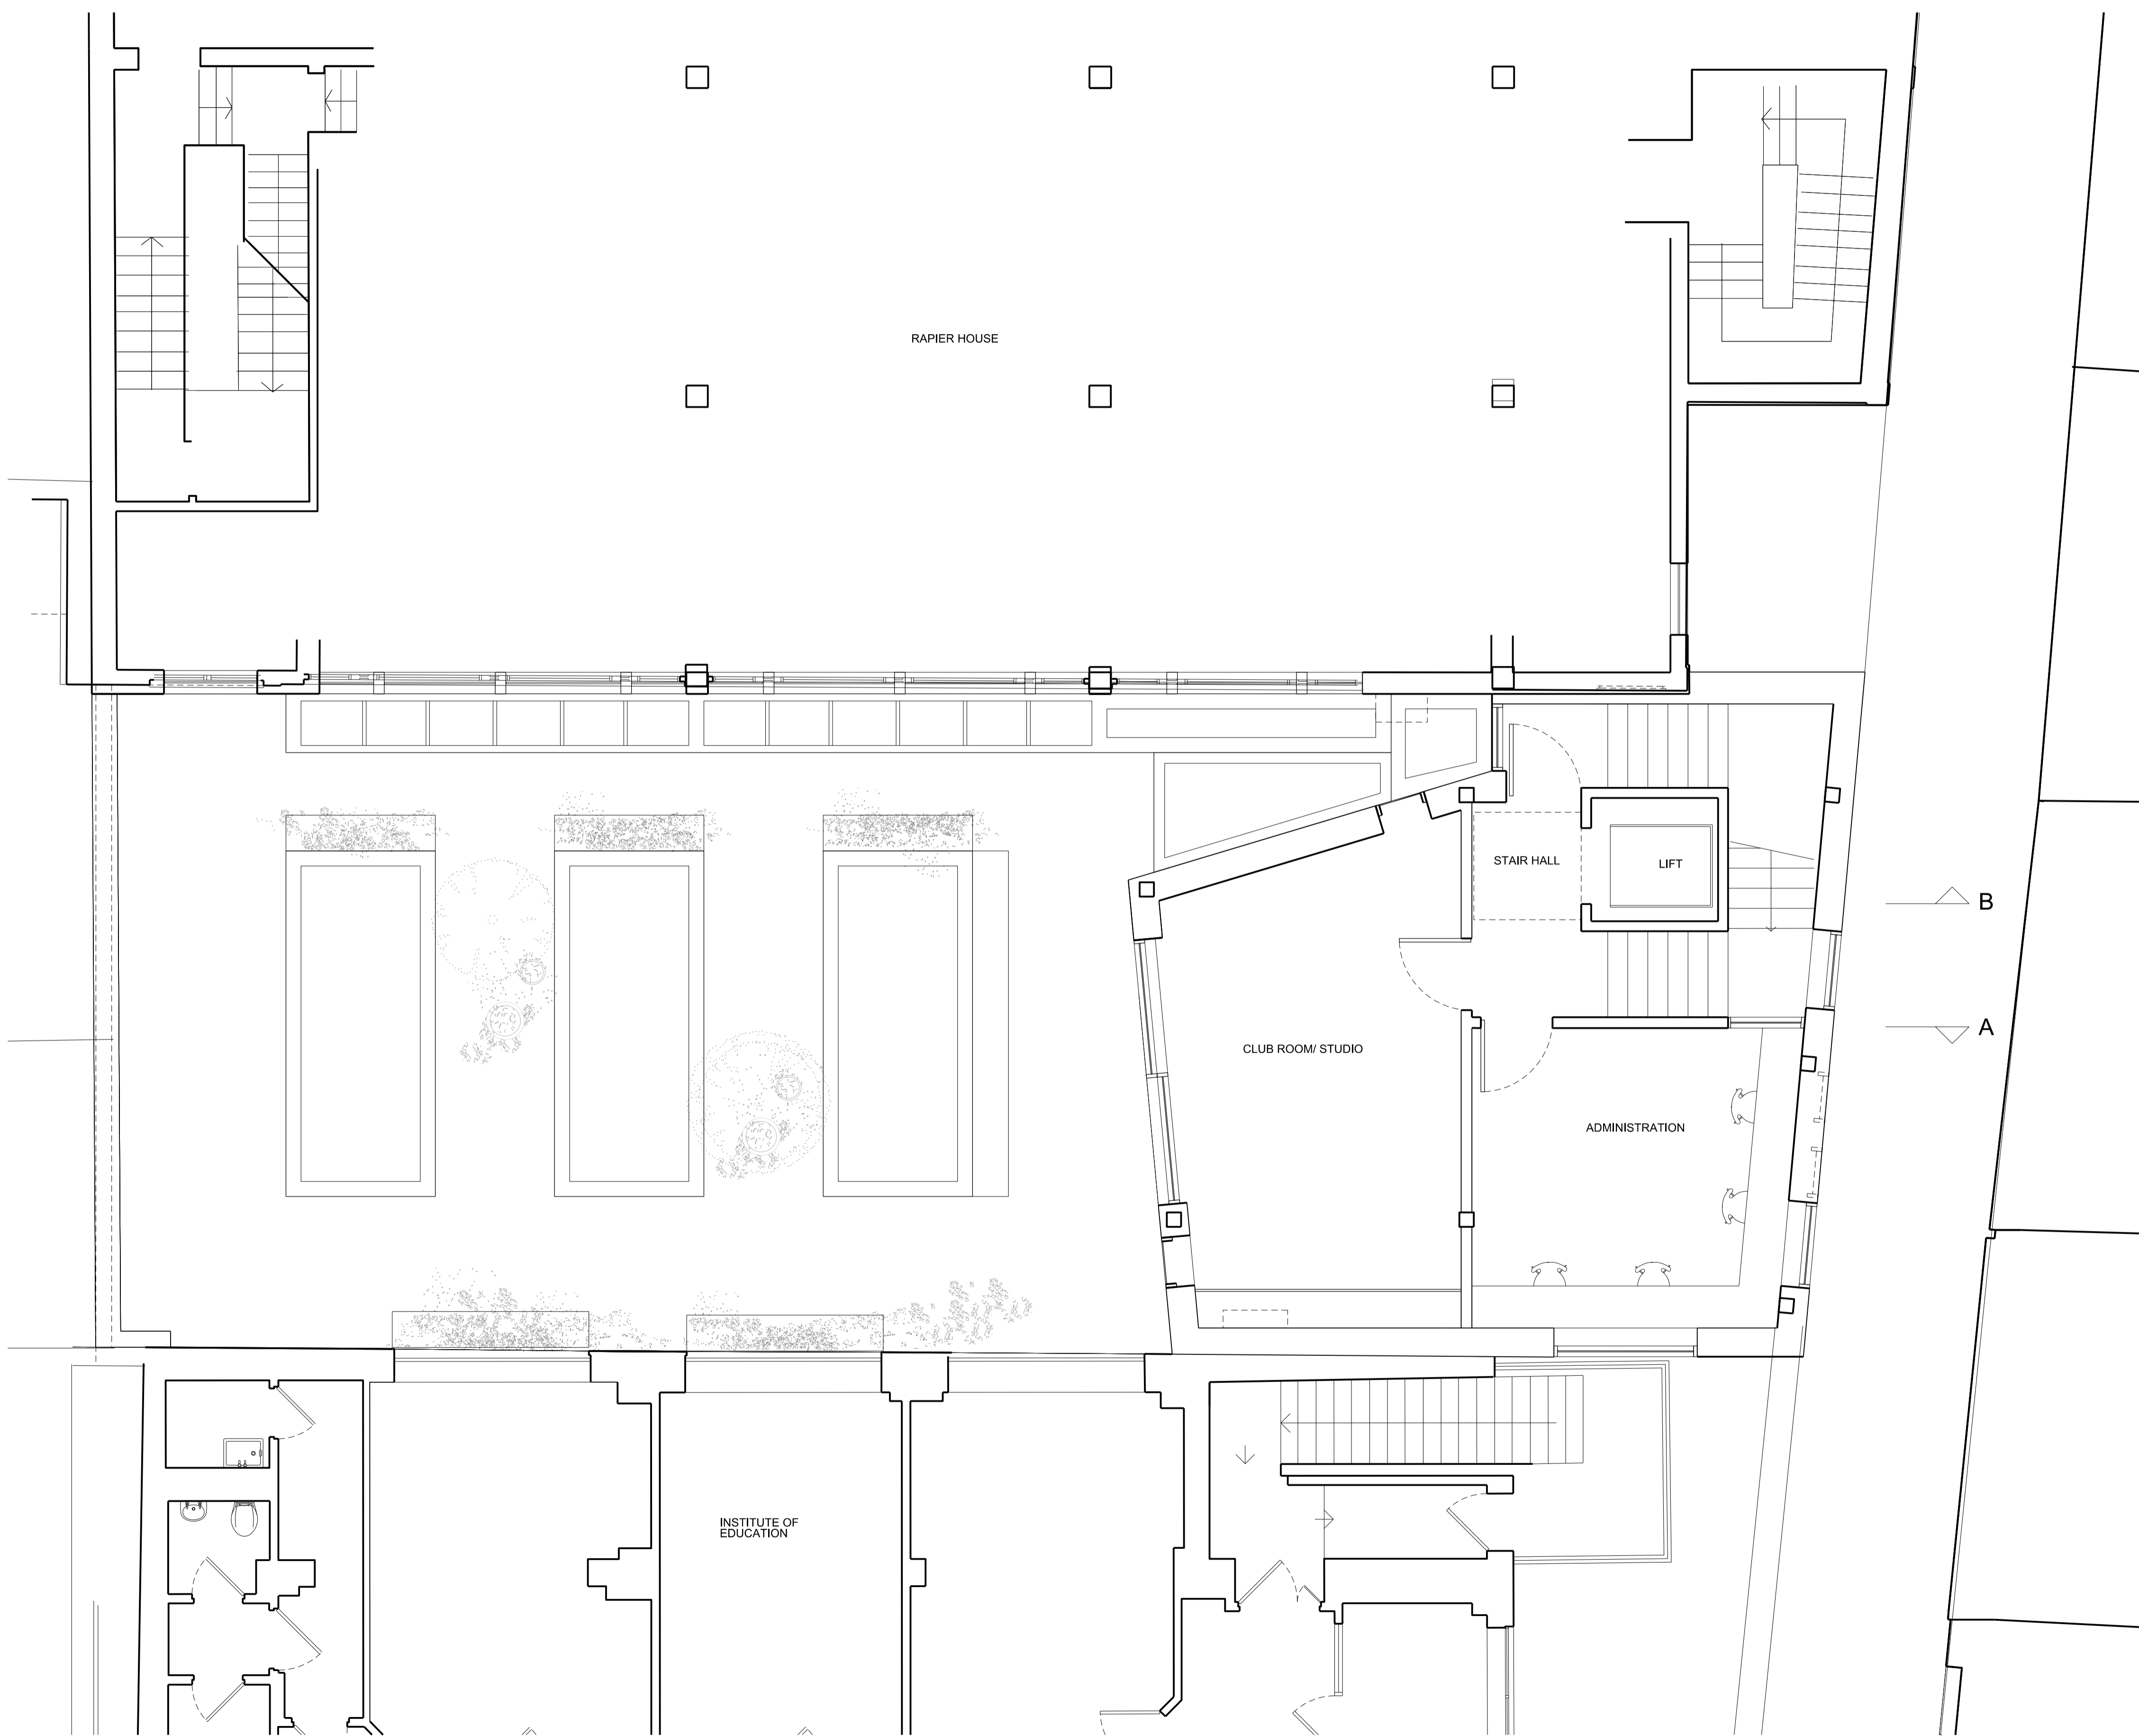 RAPIER HOUSE
STAIR HALL
LIFT
B
A
CLUB ROOM/ STUDIO
ADMINISTRATION
INSTITUTE OF
EDUCATION